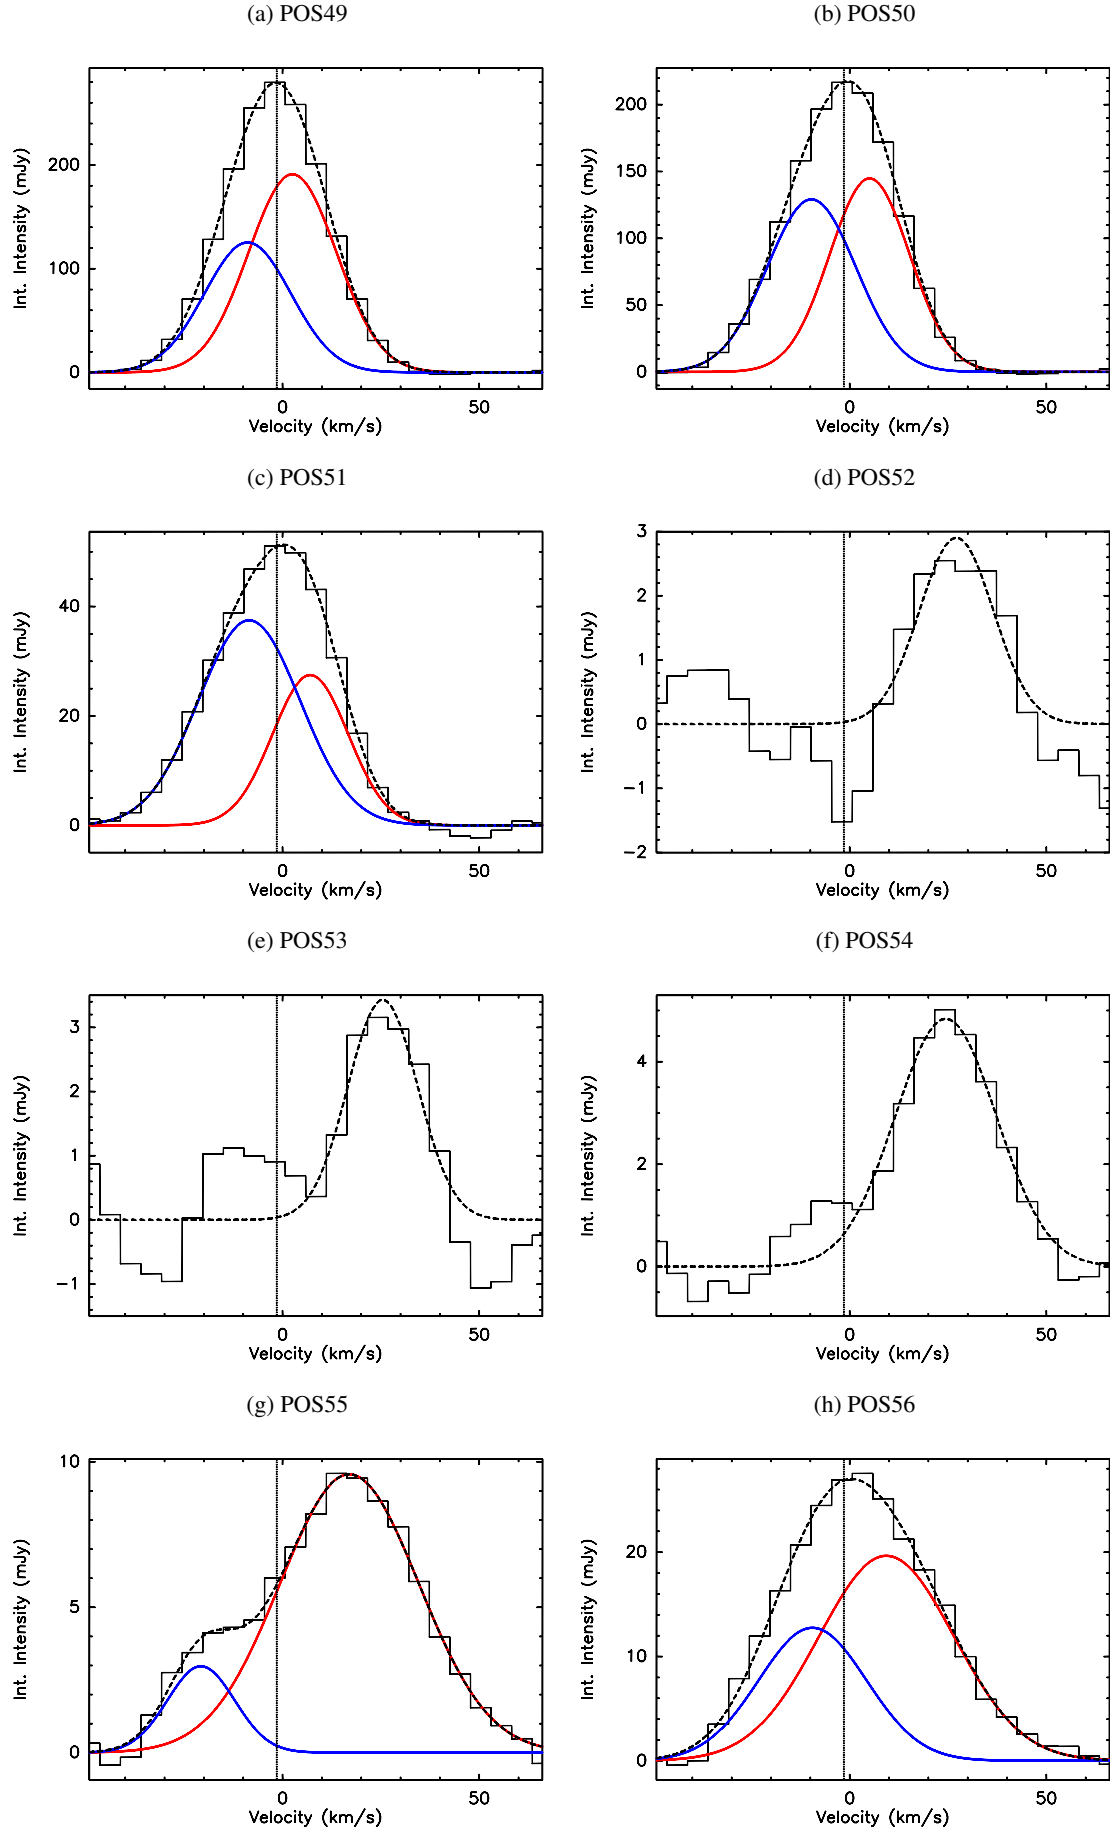 (a) POS49
(b) POS50
Int. Intensity (mJy)
200
100
0
0
50
Velocity (km/s)
Int. Intensity (mJy)
200
150
100
50
0
0
50
Velocity (km/s)
(c) POS51
(d) POS52
Int. Intensity (mJy)
40
20
0
0
50
Velocity (km/s)
Int. Intensity (mJy)
3
2
1
0
−1
−2
0
50
Velocity (km/s)
(e) POS53
(f) POS54
Int. Intensity (mJy)
3
2
1
0
−1
0
50
Velocity (km/s)
Int. Intensity (mJy)
4
2
0
0
50
Velocity (km/s)
(g) POS55
(h) POS56
Int. Intensity (mJy)
10
5
0
0
50
Velocity (km/s)
Int. Intensity (mJy)
20
10
0
0
50
Velocity (km/s)